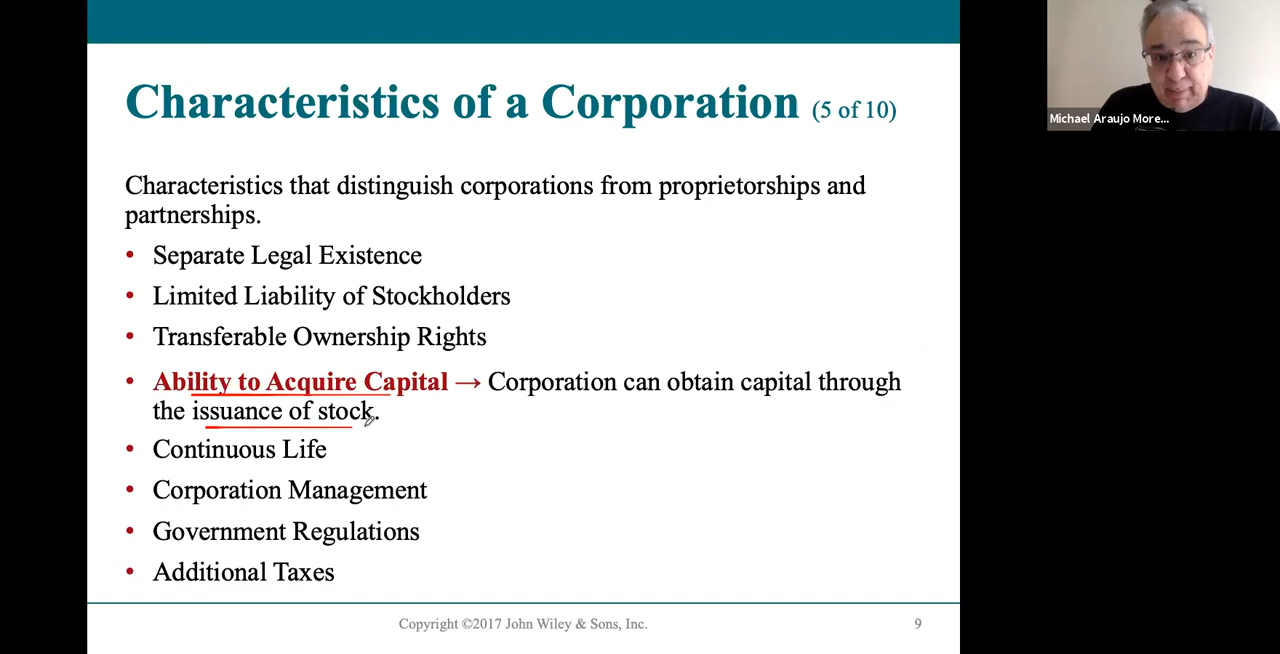 Characteristics of a Corporation (5 of 10)
Michael Araujo More...
Characteristics that distinguish corporations from proprietorships and
partnerships.
• Separate Legal Existence
• Limited Liability of Stockholders
• Transferable Ownership Rights
• Ability to Acquire Capital → Corporation can obtain capital through
the issuance of stock.
• Continuous Life
• Corporation Management
• Government Regulations
• Additional Taxes
Copyright ©2017 John Wiley & Sons, Inc.
9